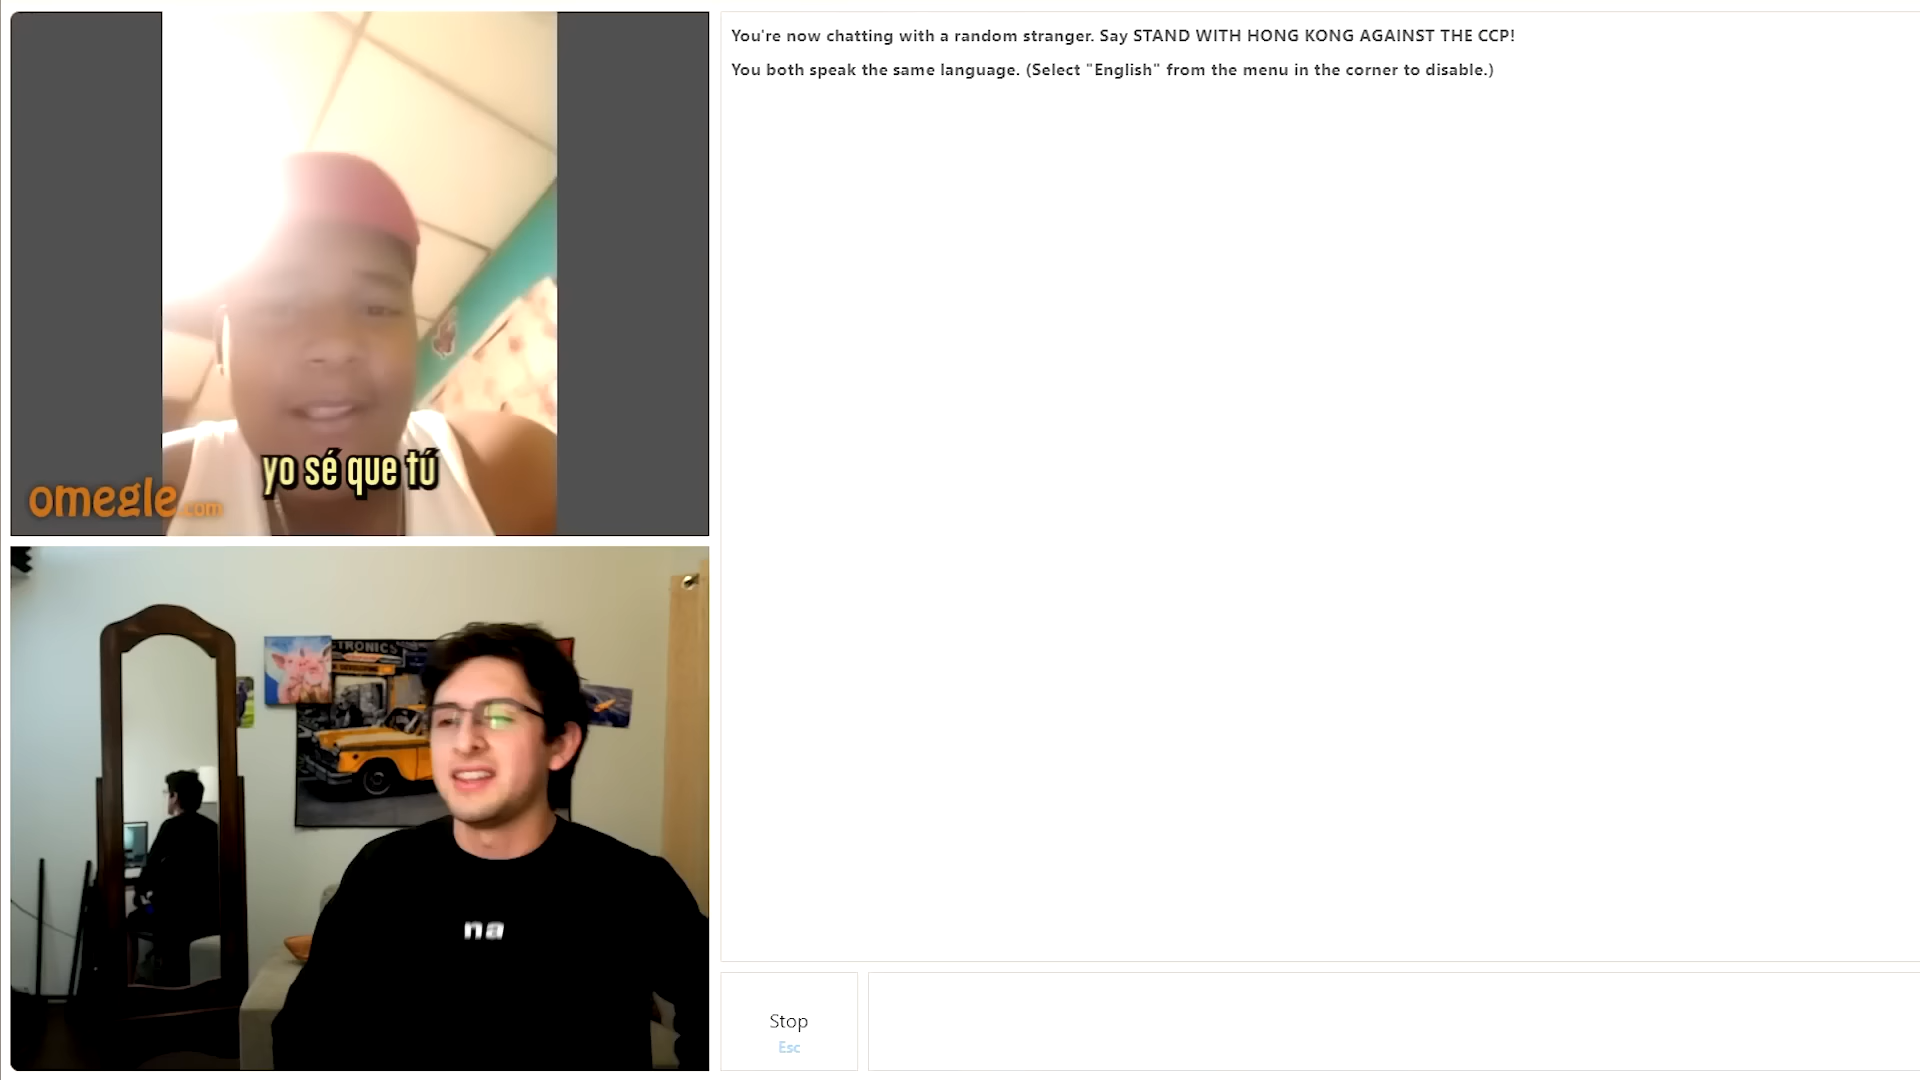 You're now chatting with a random stranger. Say STAND WITH HONG KONG AGAINST THE CCP!
You both speak the same language. (Select "English" from the menu in the corner to disable.)
yo sé que tú
omegle.com
TRONICS
na
Stop
Esc